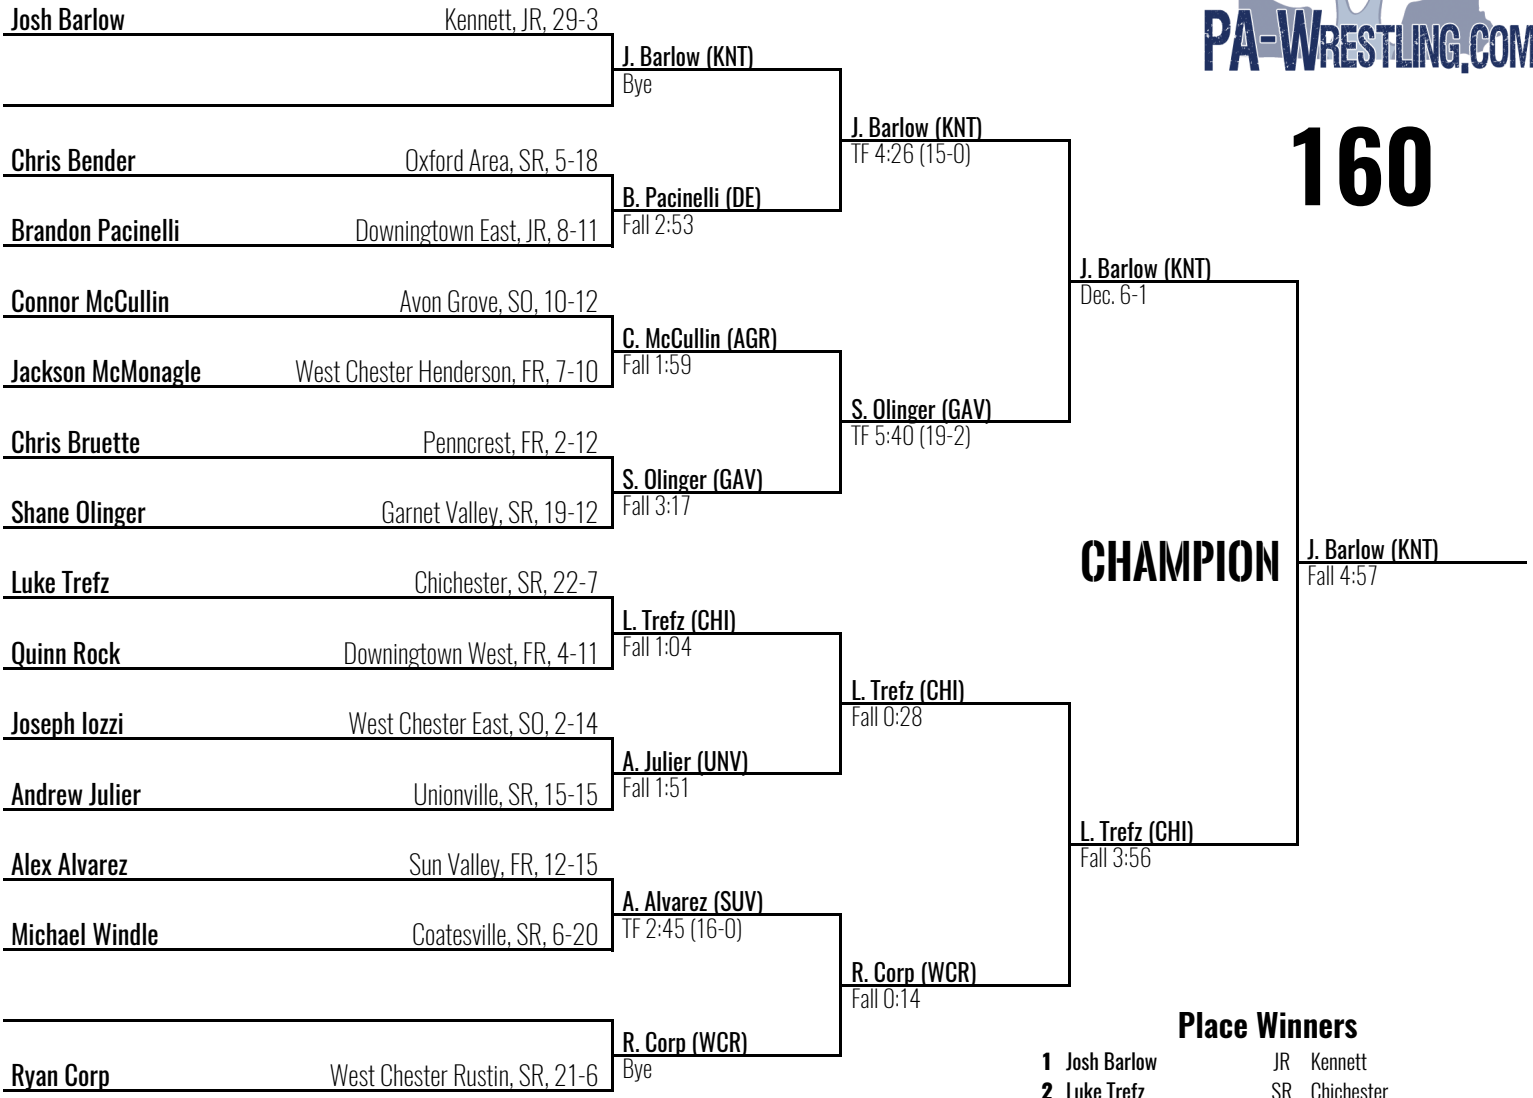 PA-WRESTLING.COM
160
Josh Barlow Kennett, JR, 29-3
Chris Bender Oxford Area, SR, 5-18
Brandon Pacinelli Downingtown East, JR, 8-11
Connor McCullin Avon Grove, SO, 10-12
Jackson McMonagle West Chester Henderson, FR, 7-10
Chris Bruette Penncrest, FR, 2-12
Shane Olinger Garnet Valley, SR, 19-12
Luke Trefz Chichester, SR, 22-7
Quinn Rock Downingtown West, FR, 4-11
Joseph Iozzi West Chester East, SO, 2-14
Andrew Julier Unionville, SR, 15-15
Alex Alvarez Sun Valley, FR, 12-15
Michael Windle Coatesville, SR, 6-20
Ryan Corp West Chester Rustin, SR, 21-6
J. Barlow (KNT)
Bye
B. Pacinelli (DE)
Fall 2:53
C. McCullin (AGR)
Fall 1:59
S. Olinger (GAV)
Fall 3:17
L. Trefz (CHI)
Fall 1:04
A. Julier (UNV)
Fall 1:51
A. Alvarez (SUV)
TF 2:45 (16-0)
R. Corp (WCR)
Bye
J. Barlow (KNT)
TF 4:26 (15-0)
S. Olinger (GAV)
TF 5:40 (19-2)
L. Trefz (CHI)
Fall 0:28
R. Corp (WCR)
Fall 0:14
J. Barlow (KNT)
Dec. 6-1
L. Trefz (CHI)
Fall 3:56
CHAMPION
J. Barlow (KNT)
Fall 4:57
Place Winners
1 Josh Barlow JR Kennett
2 Luke Trefz SR Chichester